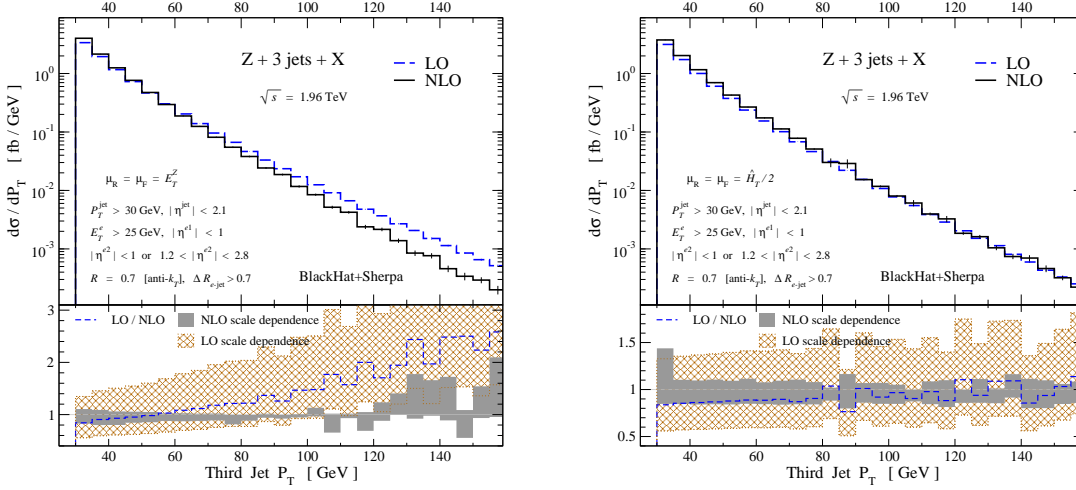 40 60 80 100 120 140
10^0
10^-1
10^-2
10^-3
dσ / dP_T [ fb / GeV ]
Z + 3 jets + X
√s = 1.96 TeV
LO
NLO
μ_R = μ_F = E_T^Z
P_T^jet > 30 GeV, | η^jet | < 2.1
E_T^e > 25 GeV, | η^e1 | < 1
| η^e2 | < 1 or 1.2 < | η^e2 | < 2.8
R = 0.7 [anti-k_T], Δ R_e-jet > 0.7
BlackHat+Sherpa
LO / NLO
NLO scale dependence
LO scale dependence
3
2
1
40 60 80 100 120 140
Third Jet P_T [ GeV ]
40 60 80 100 120 140
10^0
10^-1
10^-2
10^-3
dσ / dP_T [ fb / GeV ]
Z + 3 jets + X
√s = 1.96 TeV
LO
NLO
μ_R = μ_F = Ĥ_T / 2
P_T^jet > 30 GeV, | η^jet | < 2.1
E_T^e > 25 GeV, | η^e1 | < 1
| η^e2 | < 1 or 1.2 < | η^e2 | < 2.8
R = 0.7 [anti-k_T], Δ R_e-jet > 0.7
BlackHat+Sherpa
LO / NLO
NLO scale dependence
LO scale dependence
1.5
1
0.5
40 60 80 100 120 140
Third Jet P_T [ GeV ]